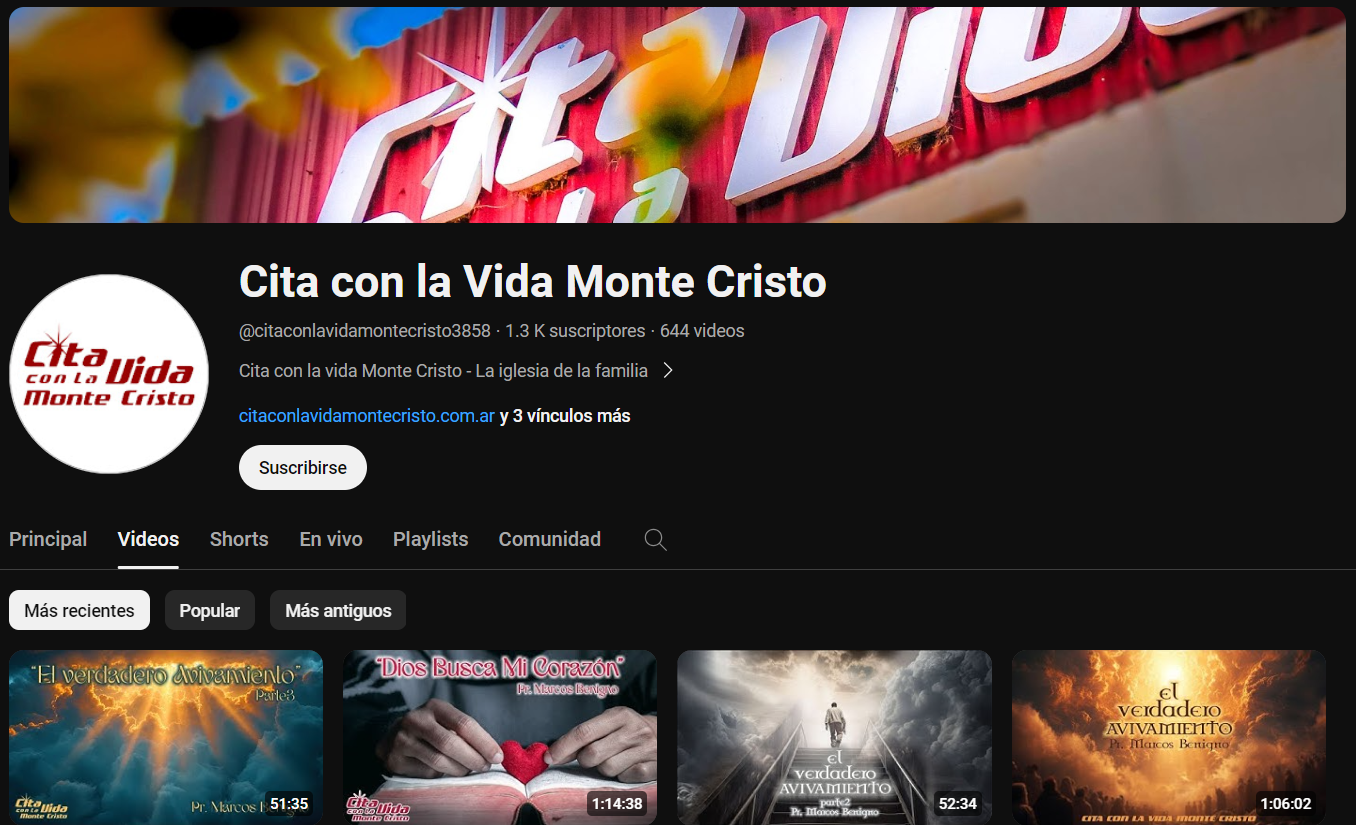 Cita
Vida
la
Cita con la Vida Monte Cristo
@citaconlavidamontecristo3858 · 1.3 K suscriptores · 644 videos
Cita con la vida Monte Cristo - La iglesia de la familia
citaconlavidamontecristo.com.ar y 3 vínculos más
Cita
con la Vida
Monte Cristo
Suscribirse
Principal Videos Shorts En vivo Playlists Comunidad
Más recientes Popular Más antiguos
"El verdadero Avivamiento"
Parte3
Cita
con la Vida
Monte Cristo
Pr. Marcos
51:35
"Dios Busca Mi Corazón"
Pr. Marcos Benigno
Cita
con la Vida
Monte Cristo
1:14:38
el
verdadero
AVIVAMIENTO
parte2
Pr. Marcos Benigno
52:34
el
verdadero
AVIVAMIENTO
Pr. Marcos Benigno
CITA CON LA VIDA MONTE CRISTO
1:06:02